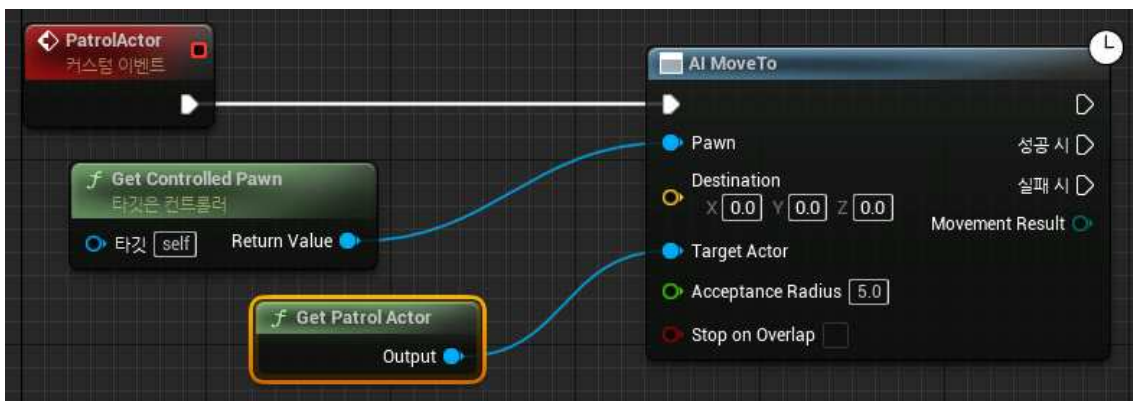 PatrolActor
커스텀 이벤트
AI MoveTo
Pawn
성공 시
Get Controlled Pawn
타깃은 컨트롤러
Destination
X 0.0 Y 0.0 Z 0.0
실패 시
Movement Result
타깃 self Return Value
Target Actor
Acceptance Radius 5.0
f Get Patrol Actor
Output
Stop on Overlap